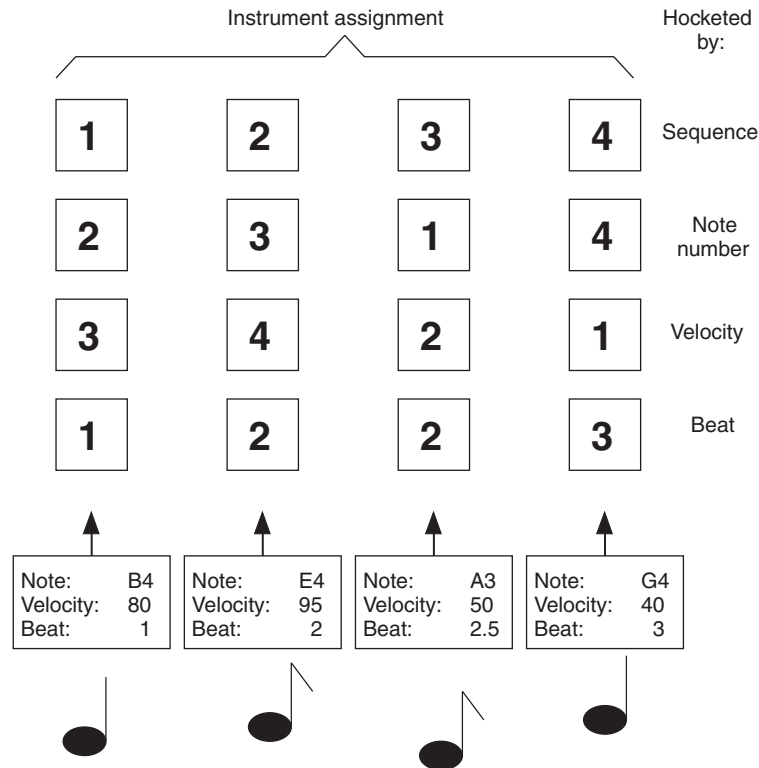 Instrument assignment
Hocketed
by:
1 2 3 4 Sequence
2 3 1 4 Note
number
3 4 2 1 Velocity
1 2 2 3 Beat
Note: B4
Velocity: 80
Beat: 1
Note: E4
Velocity: 95
Beat: 2
Note: A3
Velocity: 50
Beat: 2.5
Note: G4
Velocity: 40
Beat: 3